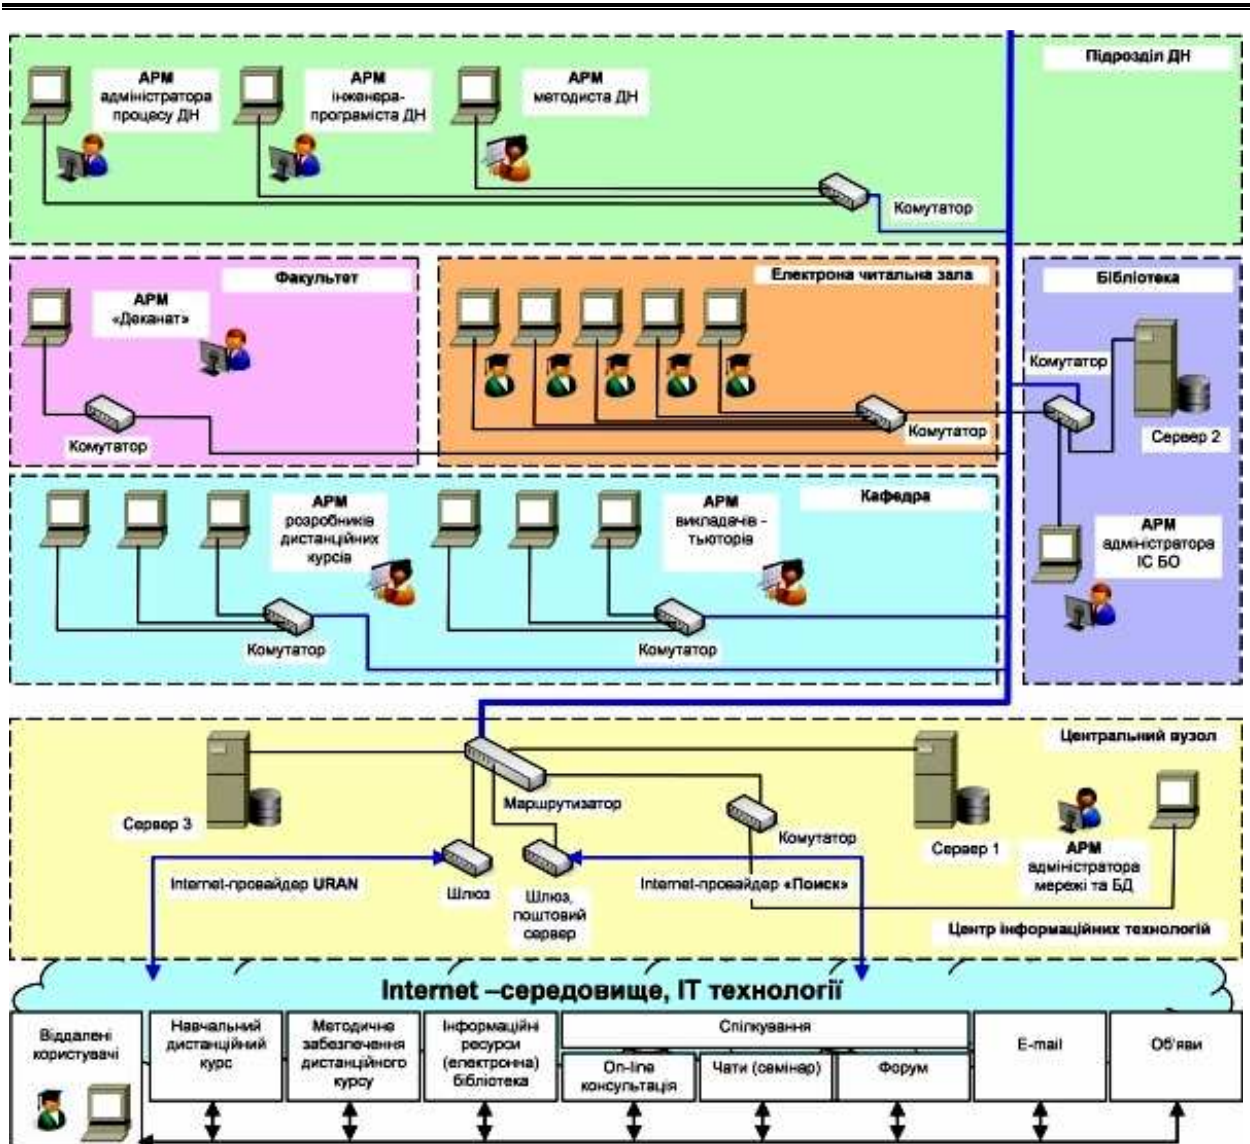 Підрозділ ДН
АРМ
адміністратора
процесу ДН
АРМ
інженера-
програміста ДН
АРМ
методиста ДН
Комутатор
Факультет
АРМ
«Деканат»
Комутатор
Електрона читальна зала
Комутатор
Бібліотека
Комутатор
Сервер 2
АРМ
адміністратора
ІС БО
Кафедра
АРМ
розробників
дистанційних
курсів
Комутатор
АРМ
викладачів -
тьюторів
Комутатор
Центральний вузол
Сервер 3
Маршрутизатор
Комутатор
Сервер 1
АРМ
адміністратора
мережі та БД
Internet-провайдер URAN
Шлюз
Шлюз,
поштовий
сервер
Internet-провайдер «Поиск»
Центр інформаційних технологій
Internet –середовище, ІТ технології
Віддалені
користувачі
Навчальний
дистанційний
курс
Методичне
забезпечення
дистанційного
курсу
Інформаційні
ресурси
(електронна)
бібліотека
Спілкування
On-line
консультація
Чати (семінар)
Форум
E-mail
Об'яви